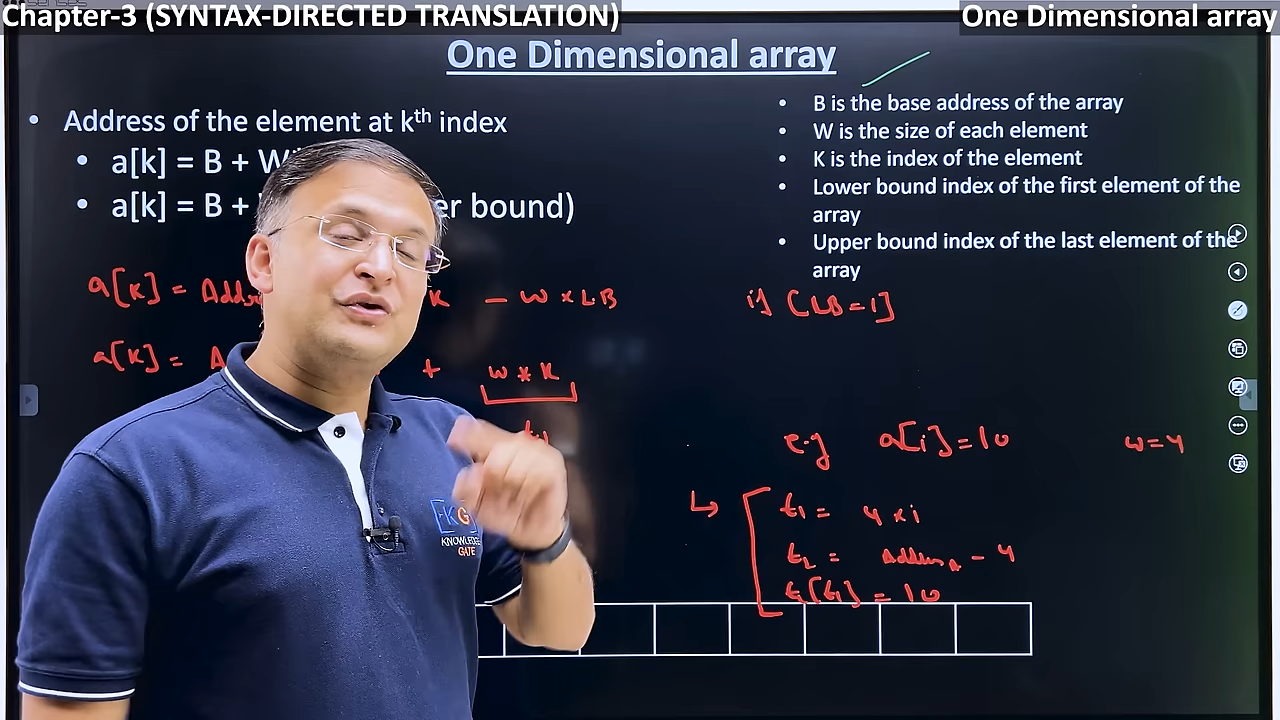 Chapter-3 (SYNTAX-DIRECTED TRANSLATION)
One Dimensional array
One Dimensional array
• Address of the element at kth index
• a[k] = B + W
• a[k] = B + er bound)
• B is the base address of the array
• W is the size of each element
• K is the index of the element
• Lower bound index of the first element of the
array
• Upper bound index of the last element of the
array
a[K] = Addre K - W × LB
if [LB = 1]
a[K] = A + W * K
t1
e.g a[i] = 10 W = 4
↳ t1 = 4 × i
t2 = AddressA - 4
= 10
KG
KNOWLEDGE
GATE